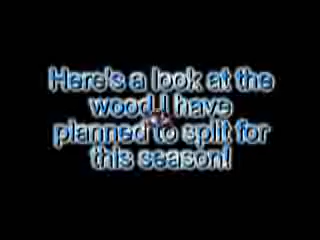 Here's a look at the
wood I have
planned to split for
this season!